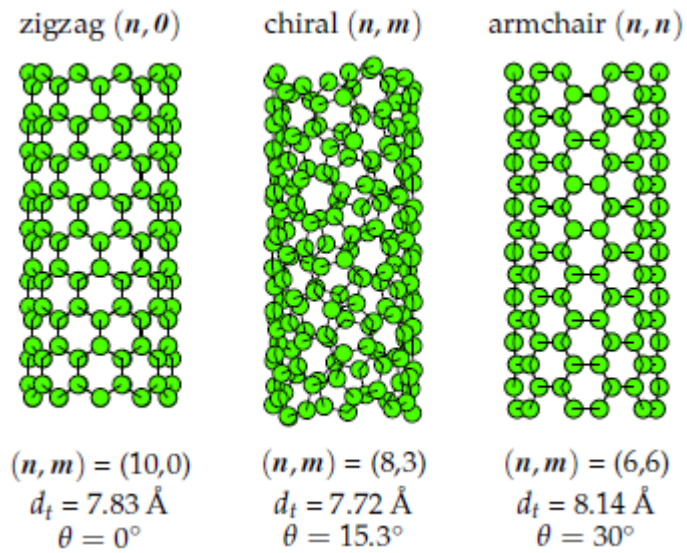 zigzag (n, 0) chiral (n, m) armchair (n, n)
(n, m) = (10,0) (n, m) = (8,3) (n, m) = (6,6)
d_t = 7.83 Å d_t = 7.72 Å d_t = 8.14 Å
θ = 0° θ = 15.3° θ = 30°